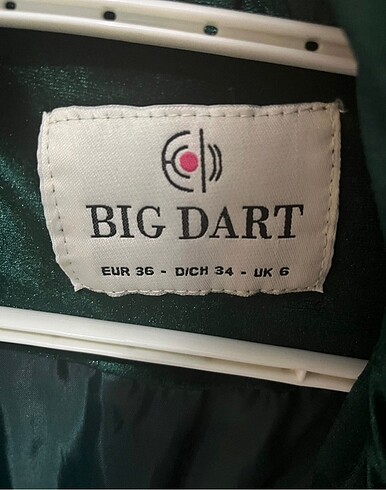 BIG DART
EUR 36 - D/CH 34 - UK 6